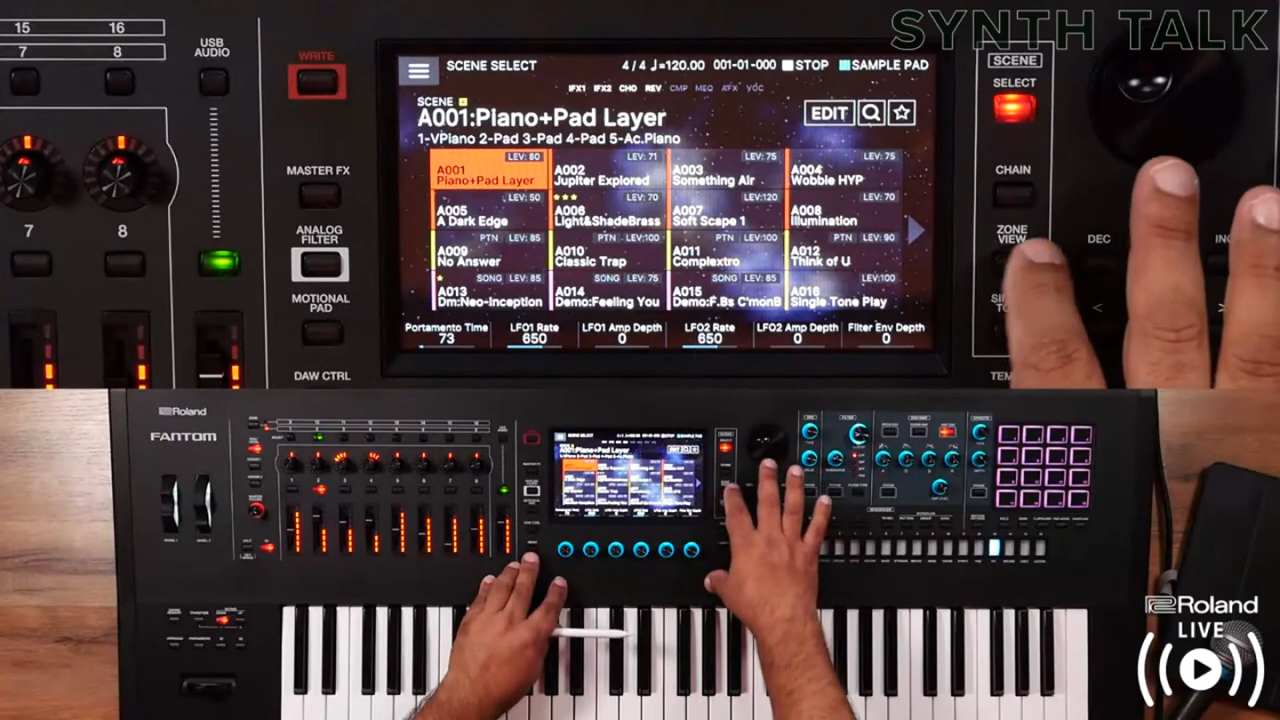 SYNTH TALK
15 16
7 8
USB
AUDIO
WRITE
MASTER FX
ANALOG
FILTER
MOTIONAL
PAD
DAW CTRL
7 8
SCENE SELECT 4/4 ♩=120.00 001-01-000 STOP SAMPLE PAD
IFX1 IFX2 CHO REV CMP MEQ AFX VOC
SCENE
A001:Piano+Pad Layer
EDIT
1-VPiano 2-Pad 3-Pad 4-Pad 5-Ac.Piano
LEV: 80 LEV: 71 LEV: 75 LEV: 75
A001 A002 A003 A004
Piano+Pad Layer Jupiter Explored Something Air Wobble HYP
LEV: 50 ★★★ LEV: 70 LEV:120 LEV: 70
A005 A006 A007 A008
A Dark Edge Light&ShadeBrass Soft Scape 1 Illumination
PTN LEV: 85 PTN LEV:100 PTN LEV:100 PTN LEV: 90
A009 A010 A011 A012
No Answer Classic Trap Complextro Think of U
★ SONG LEV: 85 SONG LEV: 75 SONG LEV: 85 LEV:100
A013 A014 A015 A016
Dm:Neo-Inception Demo:Feeling You Demo:F.Bs C'monB Single Tone Play
Portamento Time LFO1 Rate LFO1 Amp Depth LFO2 Rate LFO2 Amp Depth Filter Env Depth
73 650 0 650 0 0
SCENE
SELECT
CHAIN
ZONE
VIEW
DEC
<
Roland
FANTOM
SCENE SELECT
A001:Piano+Pad Layer
Roland
LIVE